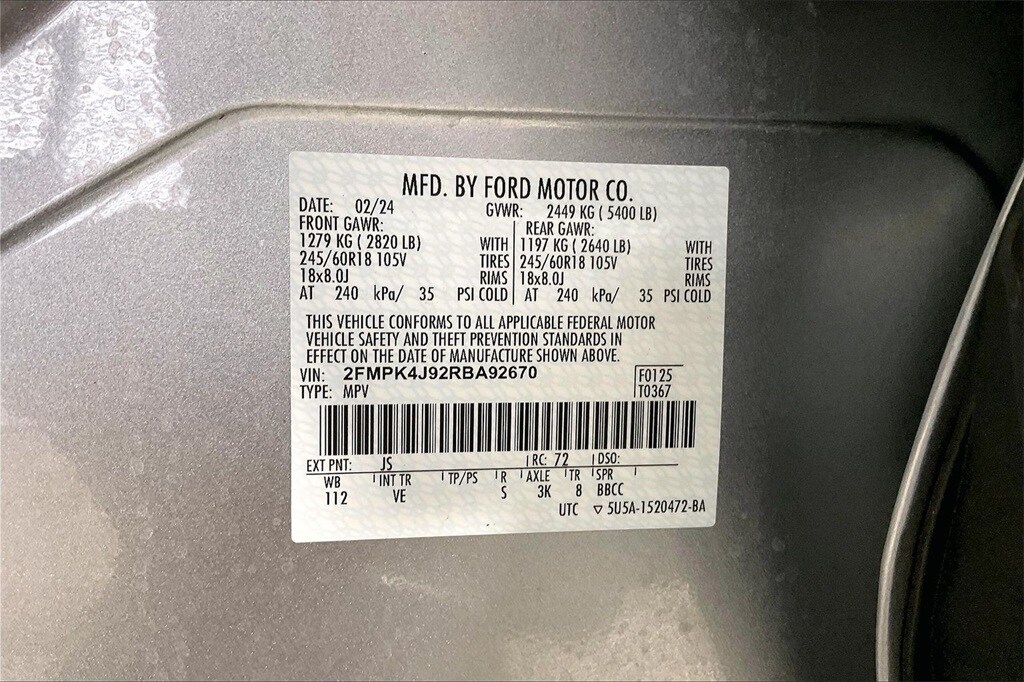 MFD. BY FORD MOTOR CO.
DATE: 02/24 GVWR: 2449 KG ( 5400 LB)
FRONT GAWR: REAR GAWR:
1279 KG ( 2820 LB) WITH 1197 KG ( 2640 LB) WITH
245/60R18 105V TIRES 245/60R18 105V TIRES
18x8.0J RIMS 18x8.0J RIMS
AT 240 kPa/ 35 PSI COLD AT 240 kPa/ 35 PSI COLD
THIS VEHICLE CONFORMS TO ALL APPLICABLE FEDERAL MOTOR
VEHICLE SAFETY AND THEFT PREVENTION STANDARDS IN
EFFECT ON THE DATE OF MANUFACTURE SHOWN ABOVE.
VIN: 2FMPK4J92RBA92670 F0125
TYPE: MPV T0367
EXT PNT: JS RC: 72 DSO:
WB INT TR TP/PS R AXLE TR SPR
112 VE S 3K 8 BBCC
UTC ▽ 5U5A-1520472-BA